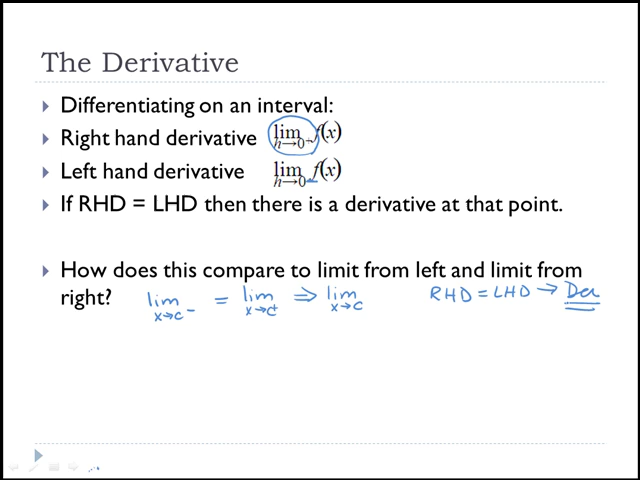 The Derivative
Differentiating on an interval:
Right hand derivative lim h→0⁺ f(x)
Left hand derivative lim h→0⁻ f(x)
If RHD = LHD then there is a derivative at that point.
How does this compare to limit from left and limit from
right? lim x→c⁻ = lim x→c⁺ ⇒ lim x→c RHD = LHD → Der